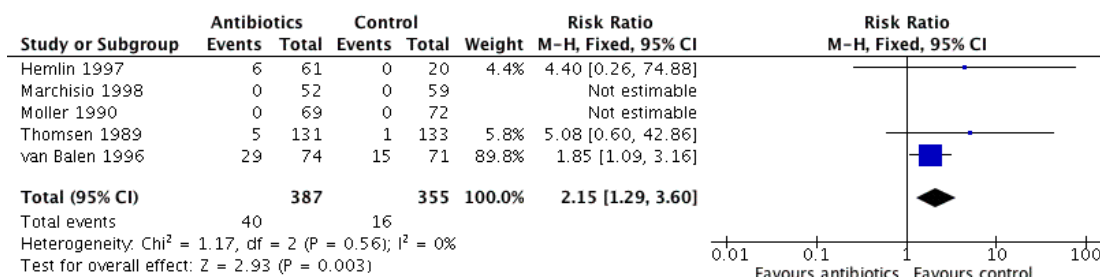 Antibiotics Control Risk Ratio Risk Ratio
Study or Subgroup Events Total Events Total Weight M-H, Fixed, 95% CI M-H, Fixed, 95% CI
Hemlin 1997 6 61 0 20 4.4% 4.40 [0.26, 74.88]
Marchisio 1998 0 52 0 59 Not estimable
Moller 1990 0 69 0 72 Not estimable
Thomsen 1989 5 131 1 133 5.8% 5.08 [0.60, 42.86]
van Balen 1996 29 74 15 71 89.8% 1.85 [1.09, 3.16]
Total (95% CI) 387 355 100.0% 2.15 [1.29, 3.60]
Total events 40 16
Heterogeneity: Chi² = 1.17, df = 2 (P = 0.56); I² = 0%
Test for overall effect: Z = 2.93 (P = 0.003)
0.01 0.1 1 10 100
Favours antibiotics Favours control